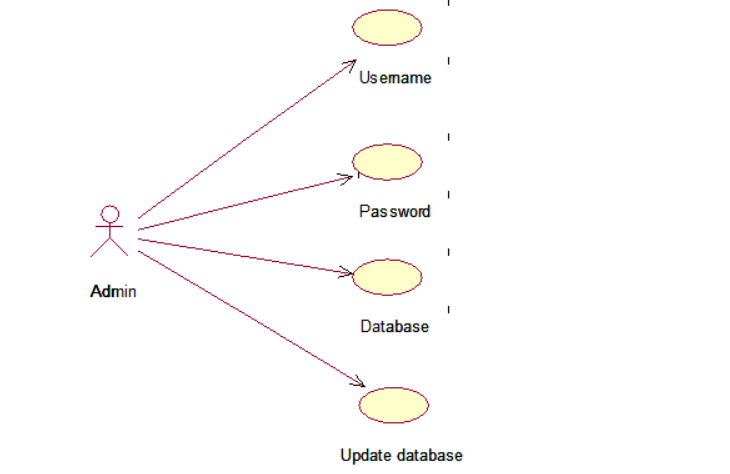 Username
Password
Admin
Database
Update database